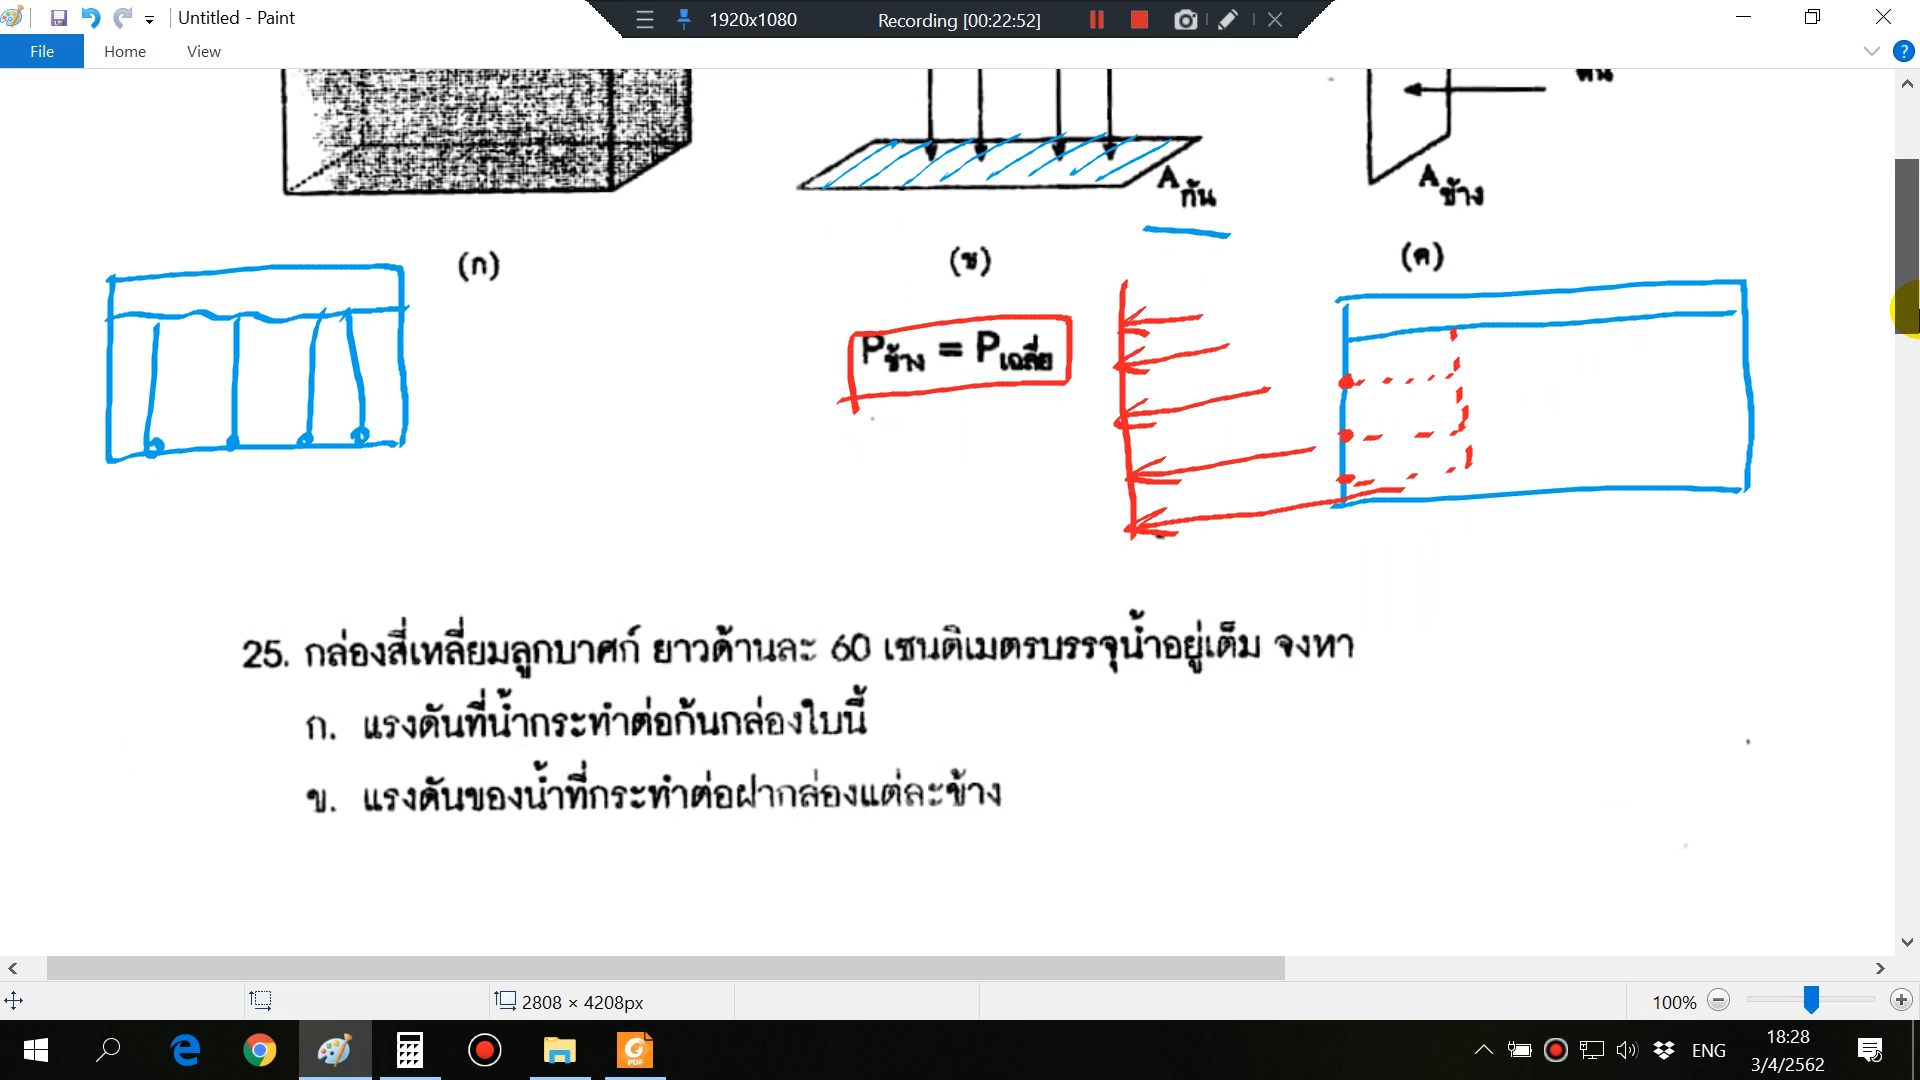 Untitled - Paint
1920x1080
Recording [00:22:52]
File
Home
View
A
ก้น
A
ข้าง
(ก)
(ข)
(ค)
Pข้าง = Pเฉลี่ย
25. กล่องสี่เหลี่ยมลูกบาศก์ ยาวด้านละ 60 เซนติเมตรบรรจุน้ำอยู่เต็ม จงหา
ก. แรงดันที่น้ำกระทำต่อก้นกล่องใบนี้
ข. แรงดันของน้ำที่กระทำต่อฝากล่องแต่ละข้าง
2808 × 4208px
100%
PDF
ENG
18:28
3/4/2562